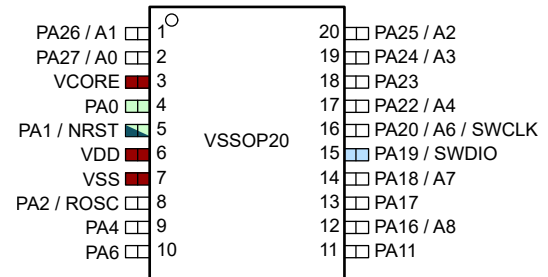 PA26 / A1 1 20 PA25 / A2
PA27 / A0 2 19 PA24 / A3
VCORE 3 18 PA23
PA0 4 17 PA22 / A4
PA1 / NRST 5 VSSOP20 16 PA20 / A6 / SWCLK
VDD 6 15 PA19 / SWDIO
VSS 7 14 PA18 / A7
PA2 / ROSC 8 13 PA17
PA4 9 12 PA16 / A8
PA6 10 11 PA11